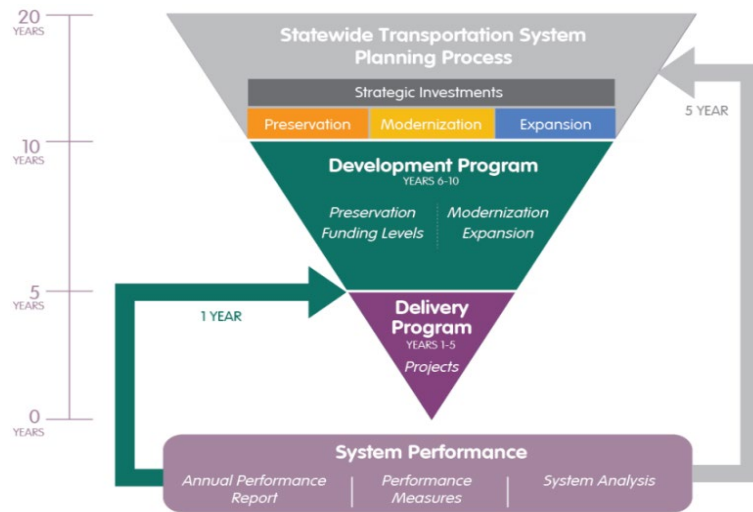 20
YEARS
10
YEARS
5
YEARS
0
YEARS
Statewide Transportation System
Planning Process
Strategic Investments
Preservation
Modernization
Expansion
5 YEAR
Development Program
YEARS 6-10
Preservation
Funding Levels
Modernization
Expansion
1 YEAR
Delivery
Program
YEARS 1-5
Projects
System Performance
Annual Performance
Report
Performance
Measures
System Analysis